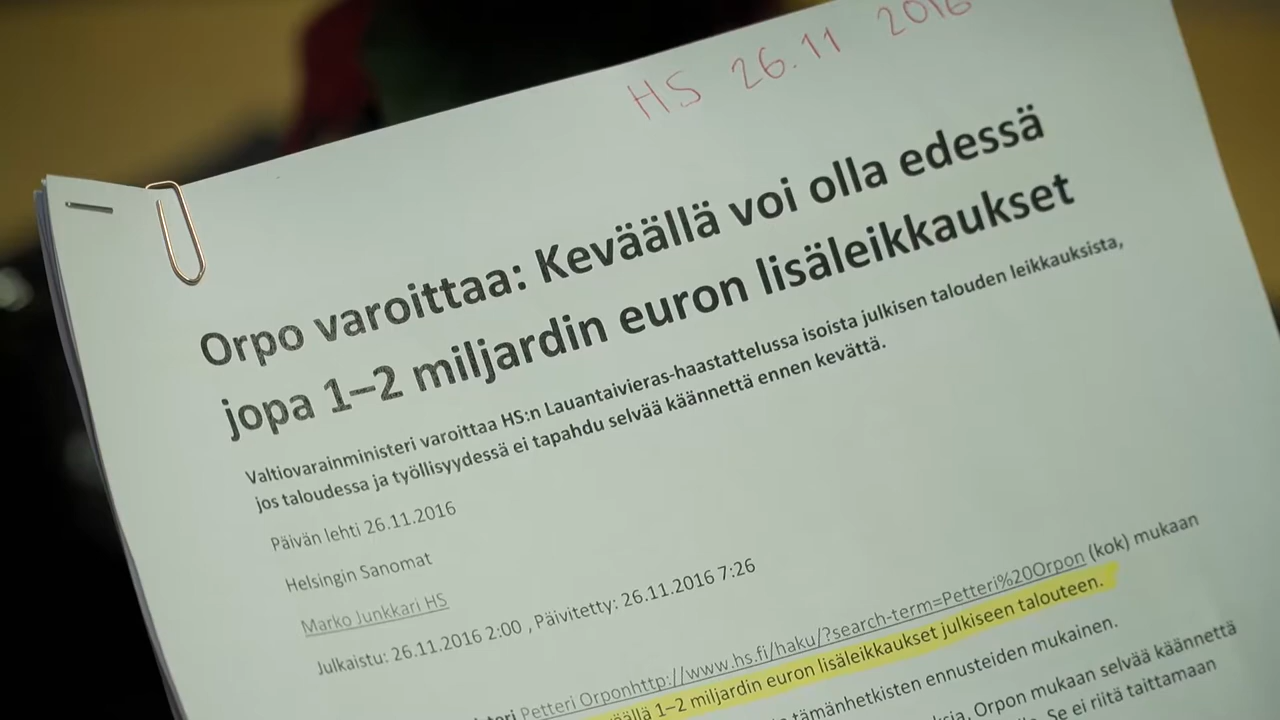 HS 26.11 2016
Orpo varoittaa: Keväällä voi olla edessä
jopa 1–2 miljardin euron lisäleikkaukset
Valtiovarainministeri varoittaa HS:n Lauantaivieras-haastattelussa isoista julkisen talouden leikkauksista,
jos taloudessa ja työllisyydessä ei tapahdu selvää käännettä ennen kevättä.
Päivän lehti 26.11.2016
Helsingin Sanomat
Marko Junkkari HS
Julkaistu: 26.11.2016 2:00 , Päivitetty: 26.11.2016 7:26
Petteri Orponhttp://www.hs.fi/haku/?search-term=Petteri%20Orpon (kok) mukaan
1–2 miljardin euron lisäleikkaukset julkiseen talouteen.
tämänhetkisten ennusteiden mukainen.
Orpon mukaan selvää käännettä
Se ei riitä taittamaan